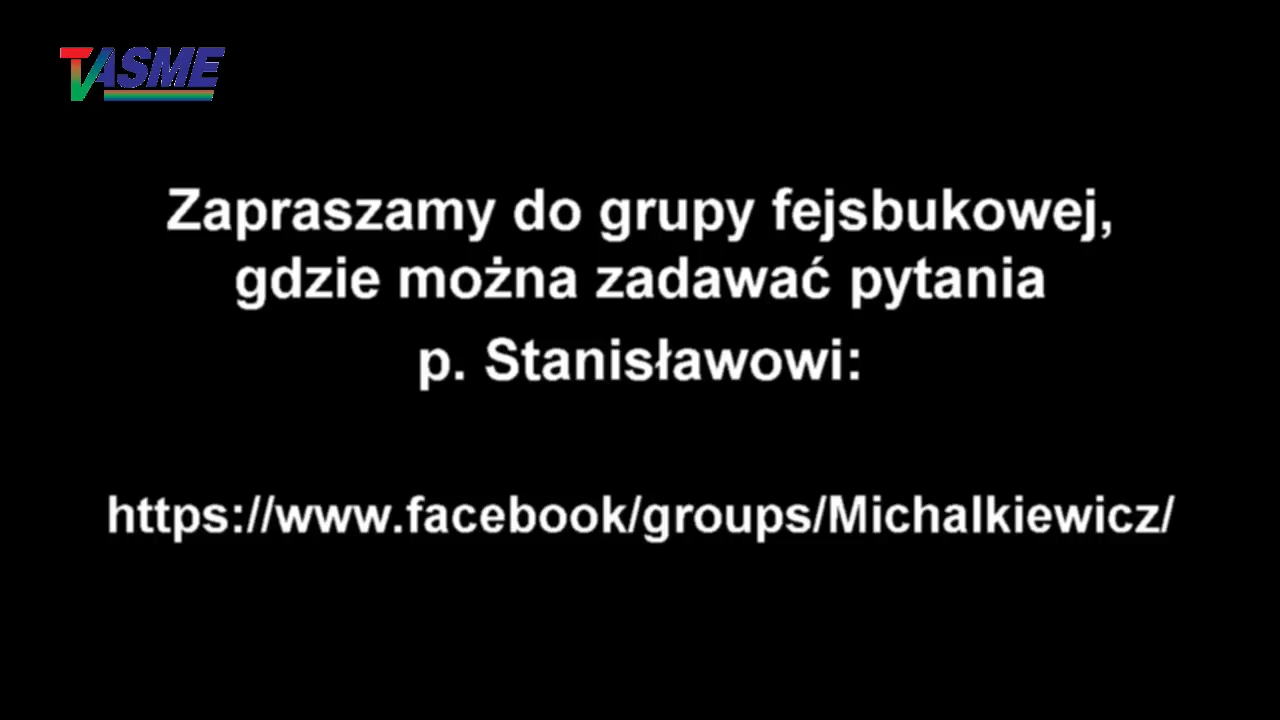 TASME
Zapraszamy do grupy fejsbukowej,
gdzie można zadawać pytania
p. Stanisławowi:
https://www.facebook/groups/Michalkiewicz/